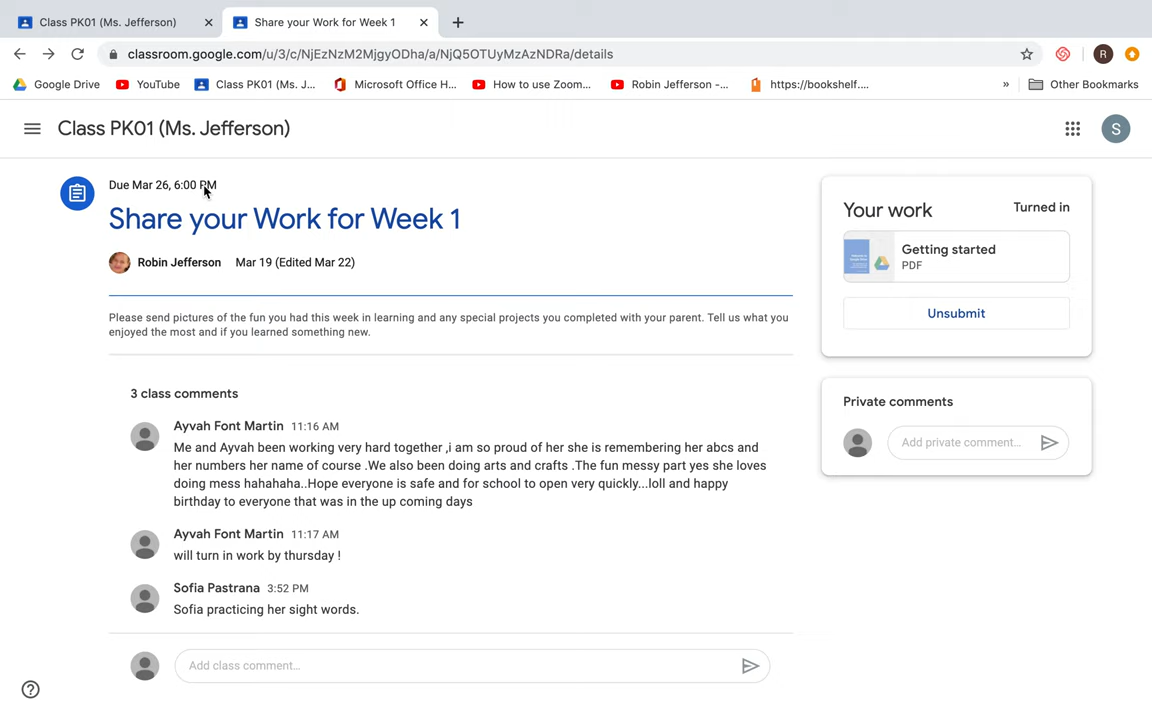 Class PK01 (Ms. Jefferson)
Share your Work for Week 1
classroom.google.com/u/3/c/NjEzNzM2MjgyODha/a/NjQ5OTUyMzAzNDRa/details
R
Google Drive
YouTube
Class PK01 (Ms. J...
Microsoft Office H...
How to use Zoom...
Robin Jefferson -...
https://bookshelf....
»
Other Bookmarks
Class PK01 (Ms. Jefferson)
S
Due Mar 26, 6:00 PM
Share your Work for Week 1
Robin Jefferson Mar 19 (Edited Mar 22)
Please send pictures of the fun you had this week in learning and any special projects you completed with your parent. Tell us what you
enjoyed the most and if you learned something new.
3 class comments
Ayvah Font Martin 11:16 AM
Me and Ayvah been working very hard together ,i am so proud of her she is remembering her abcs and
her numbers her name of course .We also been doing arts and crafts .The fun messy part yes she loves
doing mess hahahaha..Hope everyone is safe and for school to open very quickly...loll and happy
birthday to everyone that was in the up coming days
Ayvah Font Martin 11:17 AM
will turn in work by thursday !
Sofia Pastrana 3:52 PM
Sofia practicing her sight words.
Add class comment...
Your work Turned in
Getting started
PDF
Unsubmit
Private comments
Add private comment...